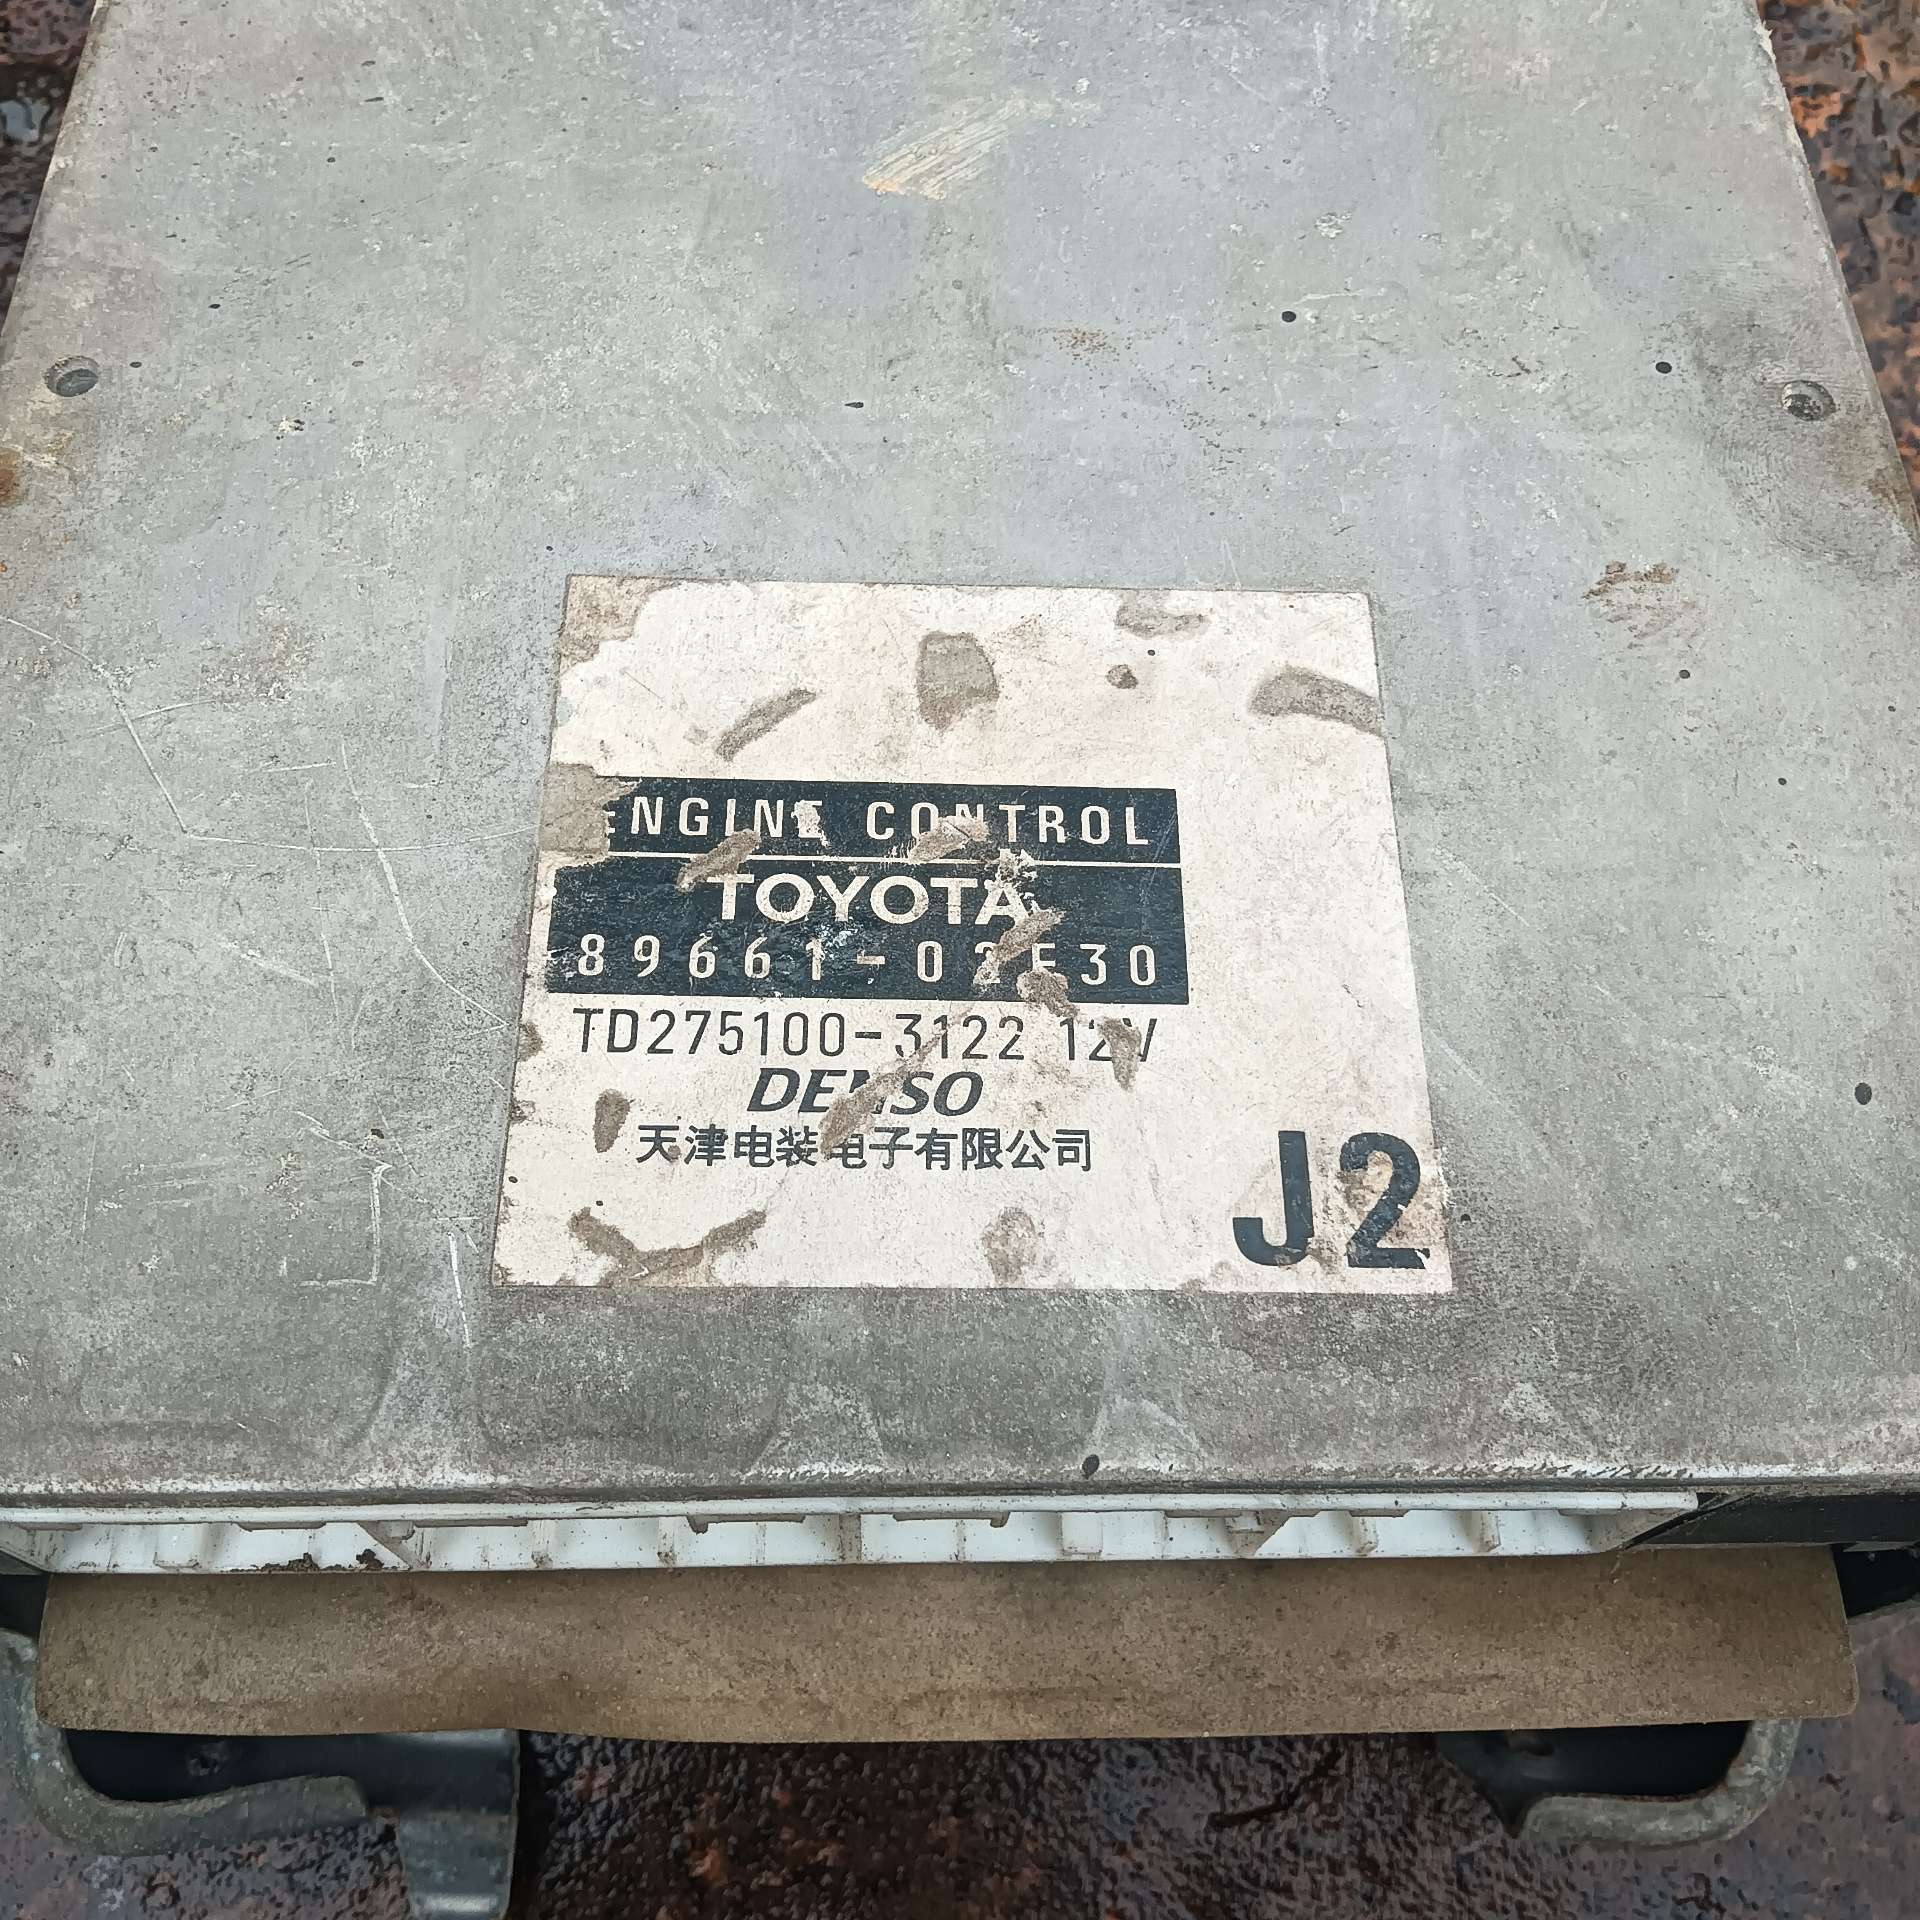 ENGINE CONTROL
TOYOTA
89661-02E30
TD275100-3122 12V
DENSO
天津电装电子有限公司
J2